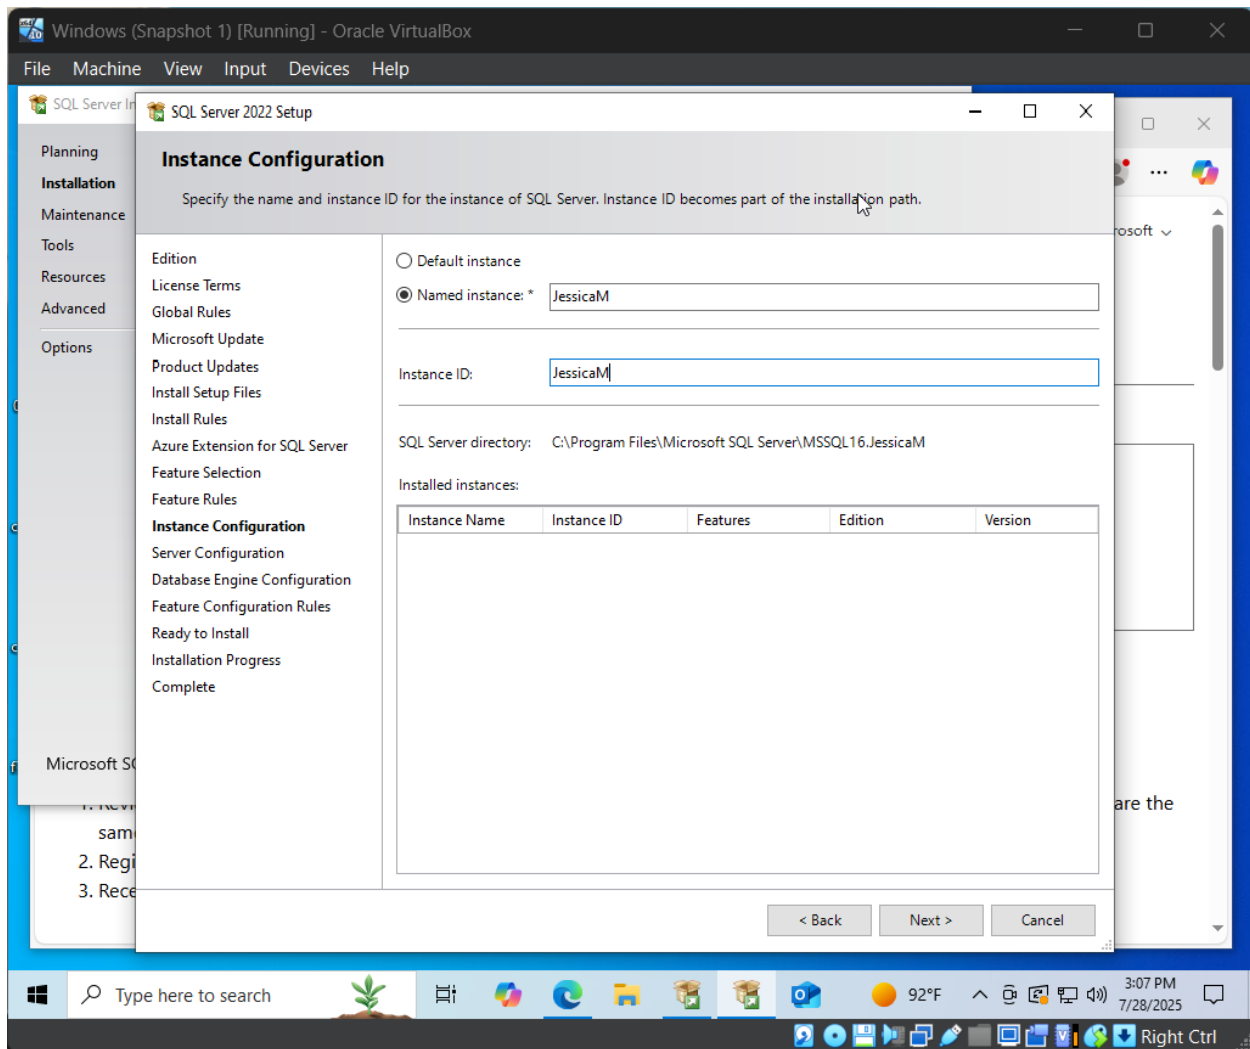 Windows (Snapshot 1) [Running] - Oracle VirtualBox
File Machine View Input Devices Help
SQL Server In
SQL Server 2022 Setup
Instance Configuration
Specify the name and instance ID for the instance of SQL Server. Instance ID becomes part of the installation path.
Planning
Installation
Maintenance
Tools
Resources
Advanced
Options
Edition
License Terms
Global Rules
Microsoft Update
Product Updates
Install Setup Files
Install Rules
Azure Extension for SQL Server
Feature Selection
Feature Rules
Instance Configuration
Server Configuration
Database Engine Configuration
Feature Configuration Rules
Ready to Install
Installation Progress
Complete
Default instance
Named instance: * JessicaM
Instance ID: JessicaM
SQL Server directory: C:\Program Files\Microsoft SQL Server\MSSQL16.JessicaM
Installed instances:
Instance Name Instance ID Features Edition Version
< Back Next > Cancel
rosoft
Microsoft SQ
are the
sam
2. Regi
3. Rece
Type here to search
92°F
3:07 PM
7/28/2025
Right Ctrl